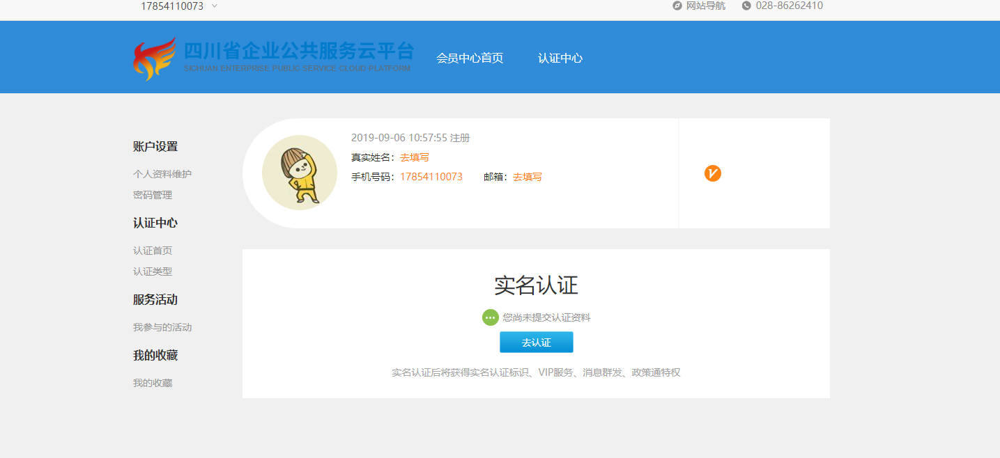 17854110073
网站导航 028-86262410
四川省企业公共服务云平台
SICHUAN ENTERPRISE PUBLIC SERVICE CLOUD PLATFORM
会员中心首页 认证中心
账户设置
个人资料维护
密码管理
认证中心
认证首页
认证类型
服务活动
我参与的活动
我的收藏
我的收藏
2019-09-06 10:57:55 注册
真实姓名：去填写
手机号码：17854110073 邮箱：去填写
V
实名认证
您尚未提交认证资料
去认证
实名认证后将获得实名认证标识、VIP服务、消息群发、政策通特权